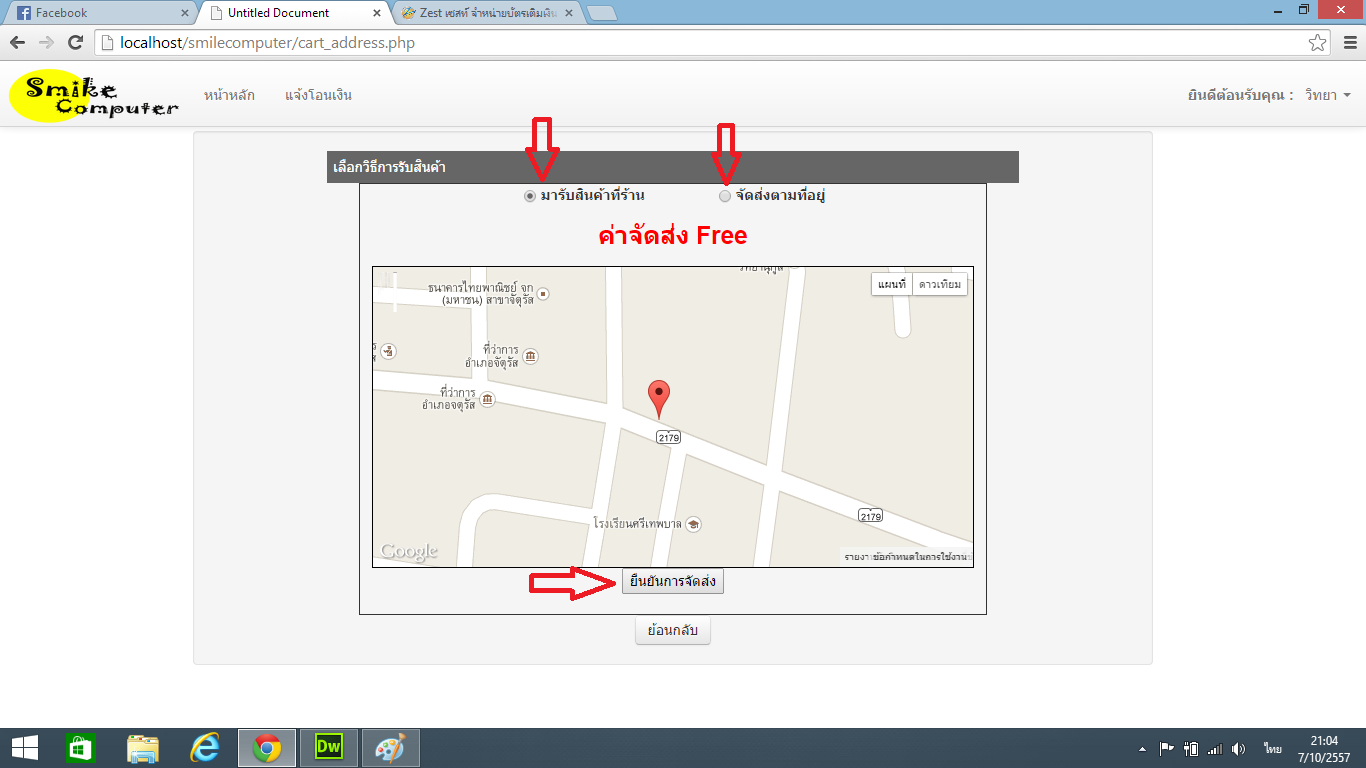 Facebook
Untitled Document
Zest เซสท์ จำหน่ายบัตรเติมเงิน
localhost/smilecomputer/cart_address.php
Smike
Computer
หน้าหลัก
แจ้งโอนเงิน
ยินดีต้อนรับคุณ :
วิทยา
เลือกวิธีการรับสินค้า
มารับสินค้าที่ร้าน
จัดส่งตามที่อยู่
ค่าจัดส่ง Free
ธนาคารไทยพาณิชย์ จก
(มหาชน) สาขาจัตุรัส
แผนที่
ดาวเทียม
ที่ว่าการ
อำเภอจัตุรัส
ที่ว่าการ
อำเภอจตุรัส
2179
2179
โรงเรียนศรีเทพบาล
Google
ข้อกำหนดในการใช้งาน
ยืนยันการจัดส่ง
ย้อนกลับ
Dw
ไทย
21:04
7/10/2557